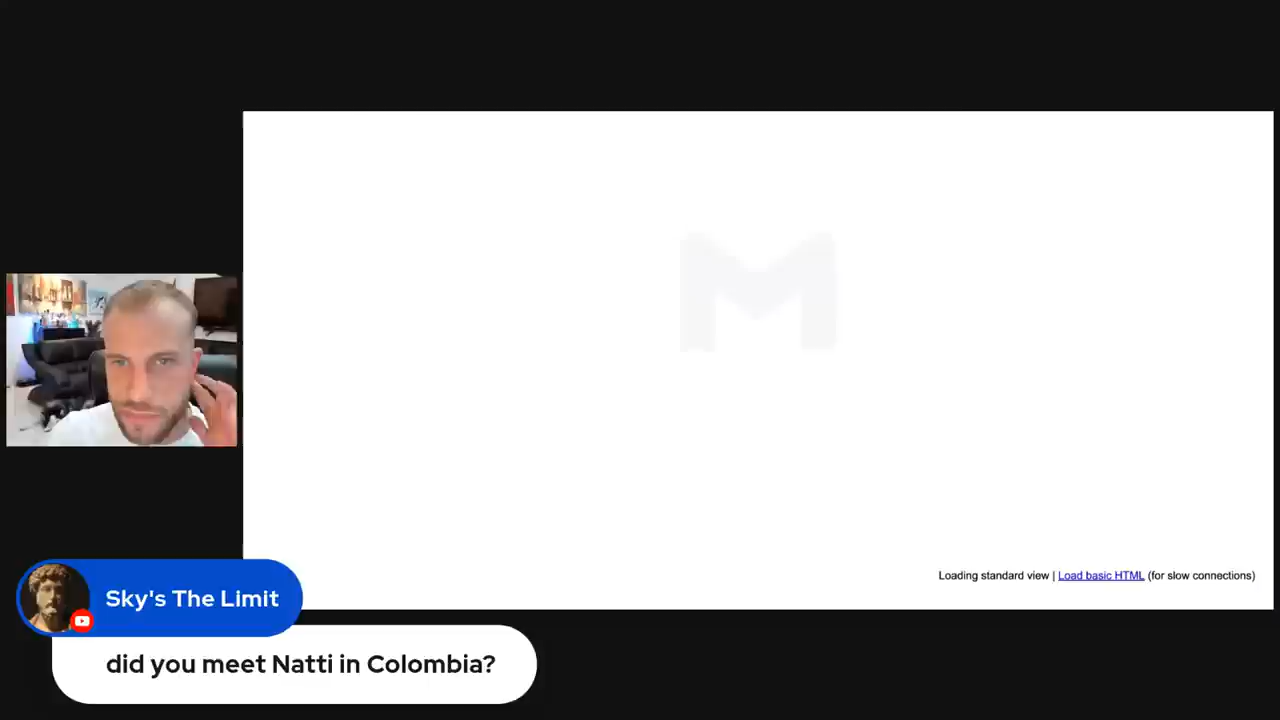 Loading standard view | Load basic HTML (for slow connections)
Sky's The Limit
did you meet Natti in Colombia?